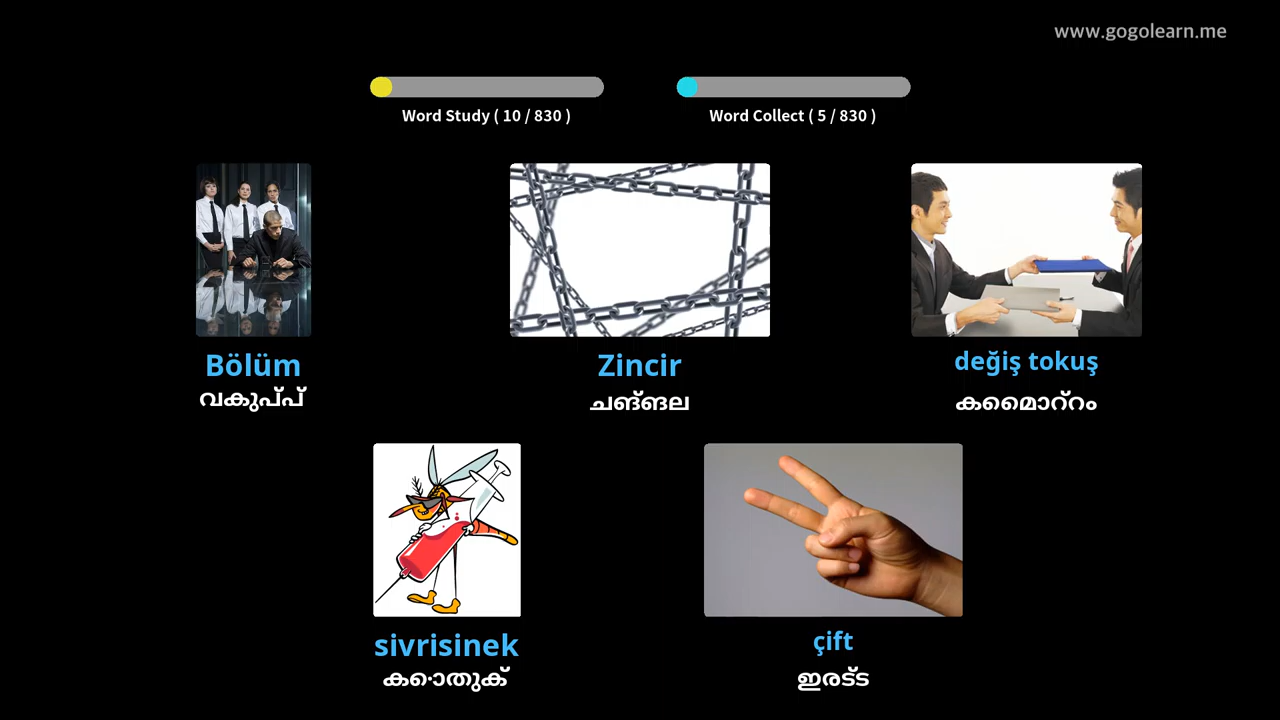 www.gogolearn.me
Word Study ( 10 / 830 )
Word Collect ( 5 / 830 )
Bölüm
വകുപ്പ്
Zincir
ചങ്ങല
değiş tokuş
കൈമാറ്റം
sivrisinek
കൊതുക്
çift
ഇരട്ട